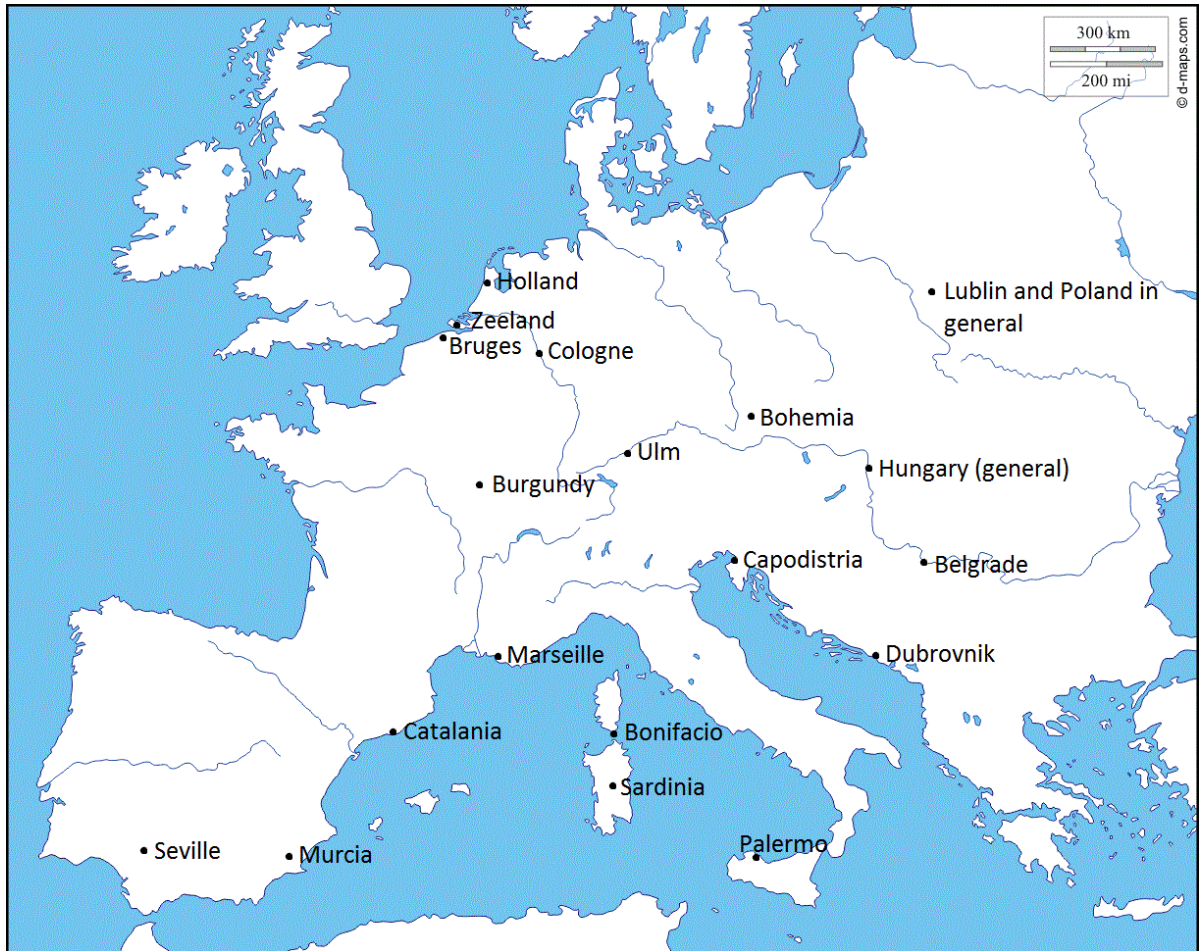 300 km
200 mi
© d-maps.com
Holland
Lublin and Poland in
general
Zeeland
Bruges
Cologne
Bohemia
Ulm
Hungary (general)
Burgundy
Capodistria
Belgrade
Marseille
Dubrovnik
Catalania
Bonifacio
Sardinia
Palermo
Seville
Murcia